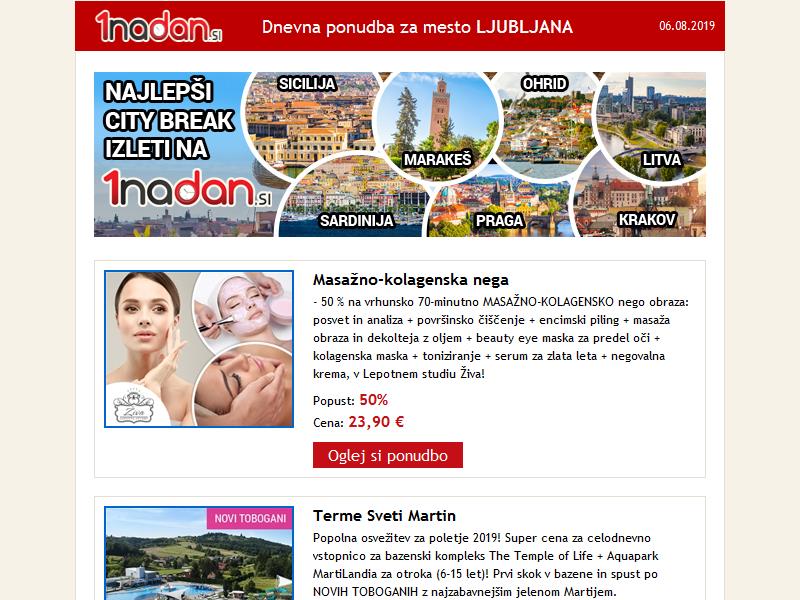 1nadan.si
Dnevna ponudba za mesto LJUBLJANA
06.08.2019
NAJLEPŠI
CITY BREAK
IZLETI NA
1nadan.si
SICILIJA
MARAKEŠ
OHRID
LITVA
SARDINIJA
PRAGA
KRAKOV
Masažno-kolagenska nega
- 50 % na vrhunsko 70-minutno MASAŽNO-KOLAGENSKO nego obraza:
posvet in analiza + površinsko čiščenje + encimski piling + masaža
obraza in dekolteja z oljem + beauty eye maska za predel oči +
kolagenska maska + toniziranje + serum za zlata leta + negovalna
krema, v Lepotnem studiu Živa!
Popust: 50%
Cena: 23,90 €
Oglej si ponudbo
Živa
NOVI TOBOGANI
Terme Sveti Martin
Popolna osvežitev za poletje 2019! Super cena za celodnevno
vstopnico za bazenski kompleks The Temple of Life + Aquapark
MartiLandia za otroka (6-15 let)! Prvi skok v bazene in spust po
NOVIH TOBOGANIH z najzabavnejšim jelenom Martijem.